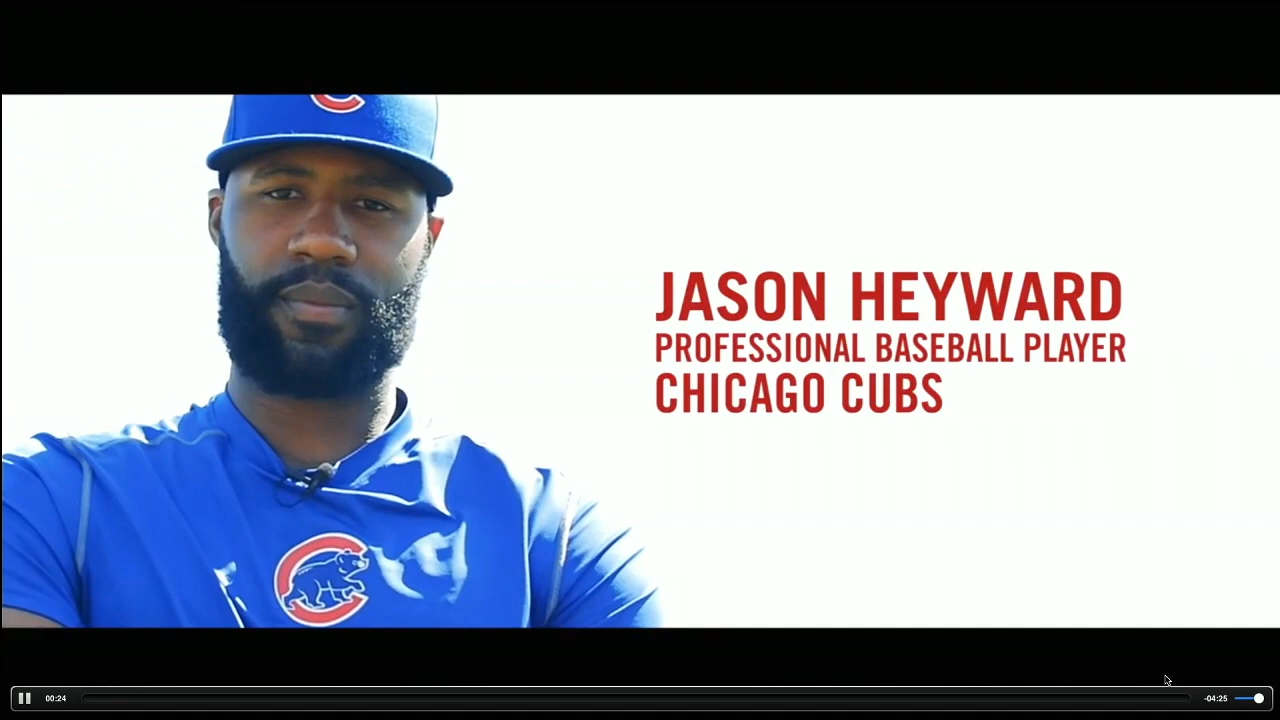 JASON HEYWARD
PROFESSIONAL BASEBALL PLAYER
CHICAGO CUBS
00:24
-04:25